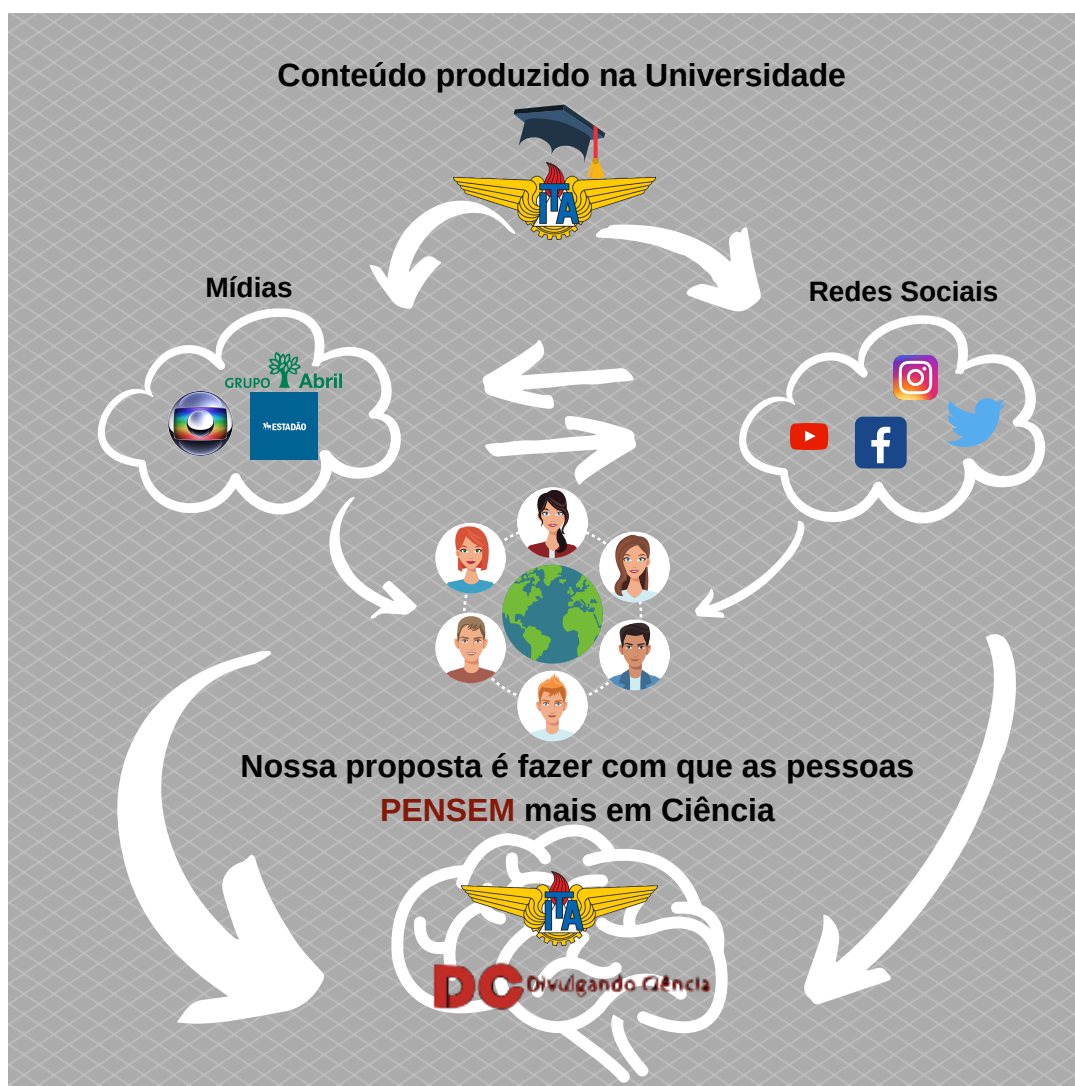 Conteúdo produzido na Universidade
ITA
Mídias
Redes Sociais
GRUPO Abril
ESTADÃO
Nossa proposta é fazer com que as pessoas
PENSEM mais em Ciência
ITA
DC Divulgando Ciência